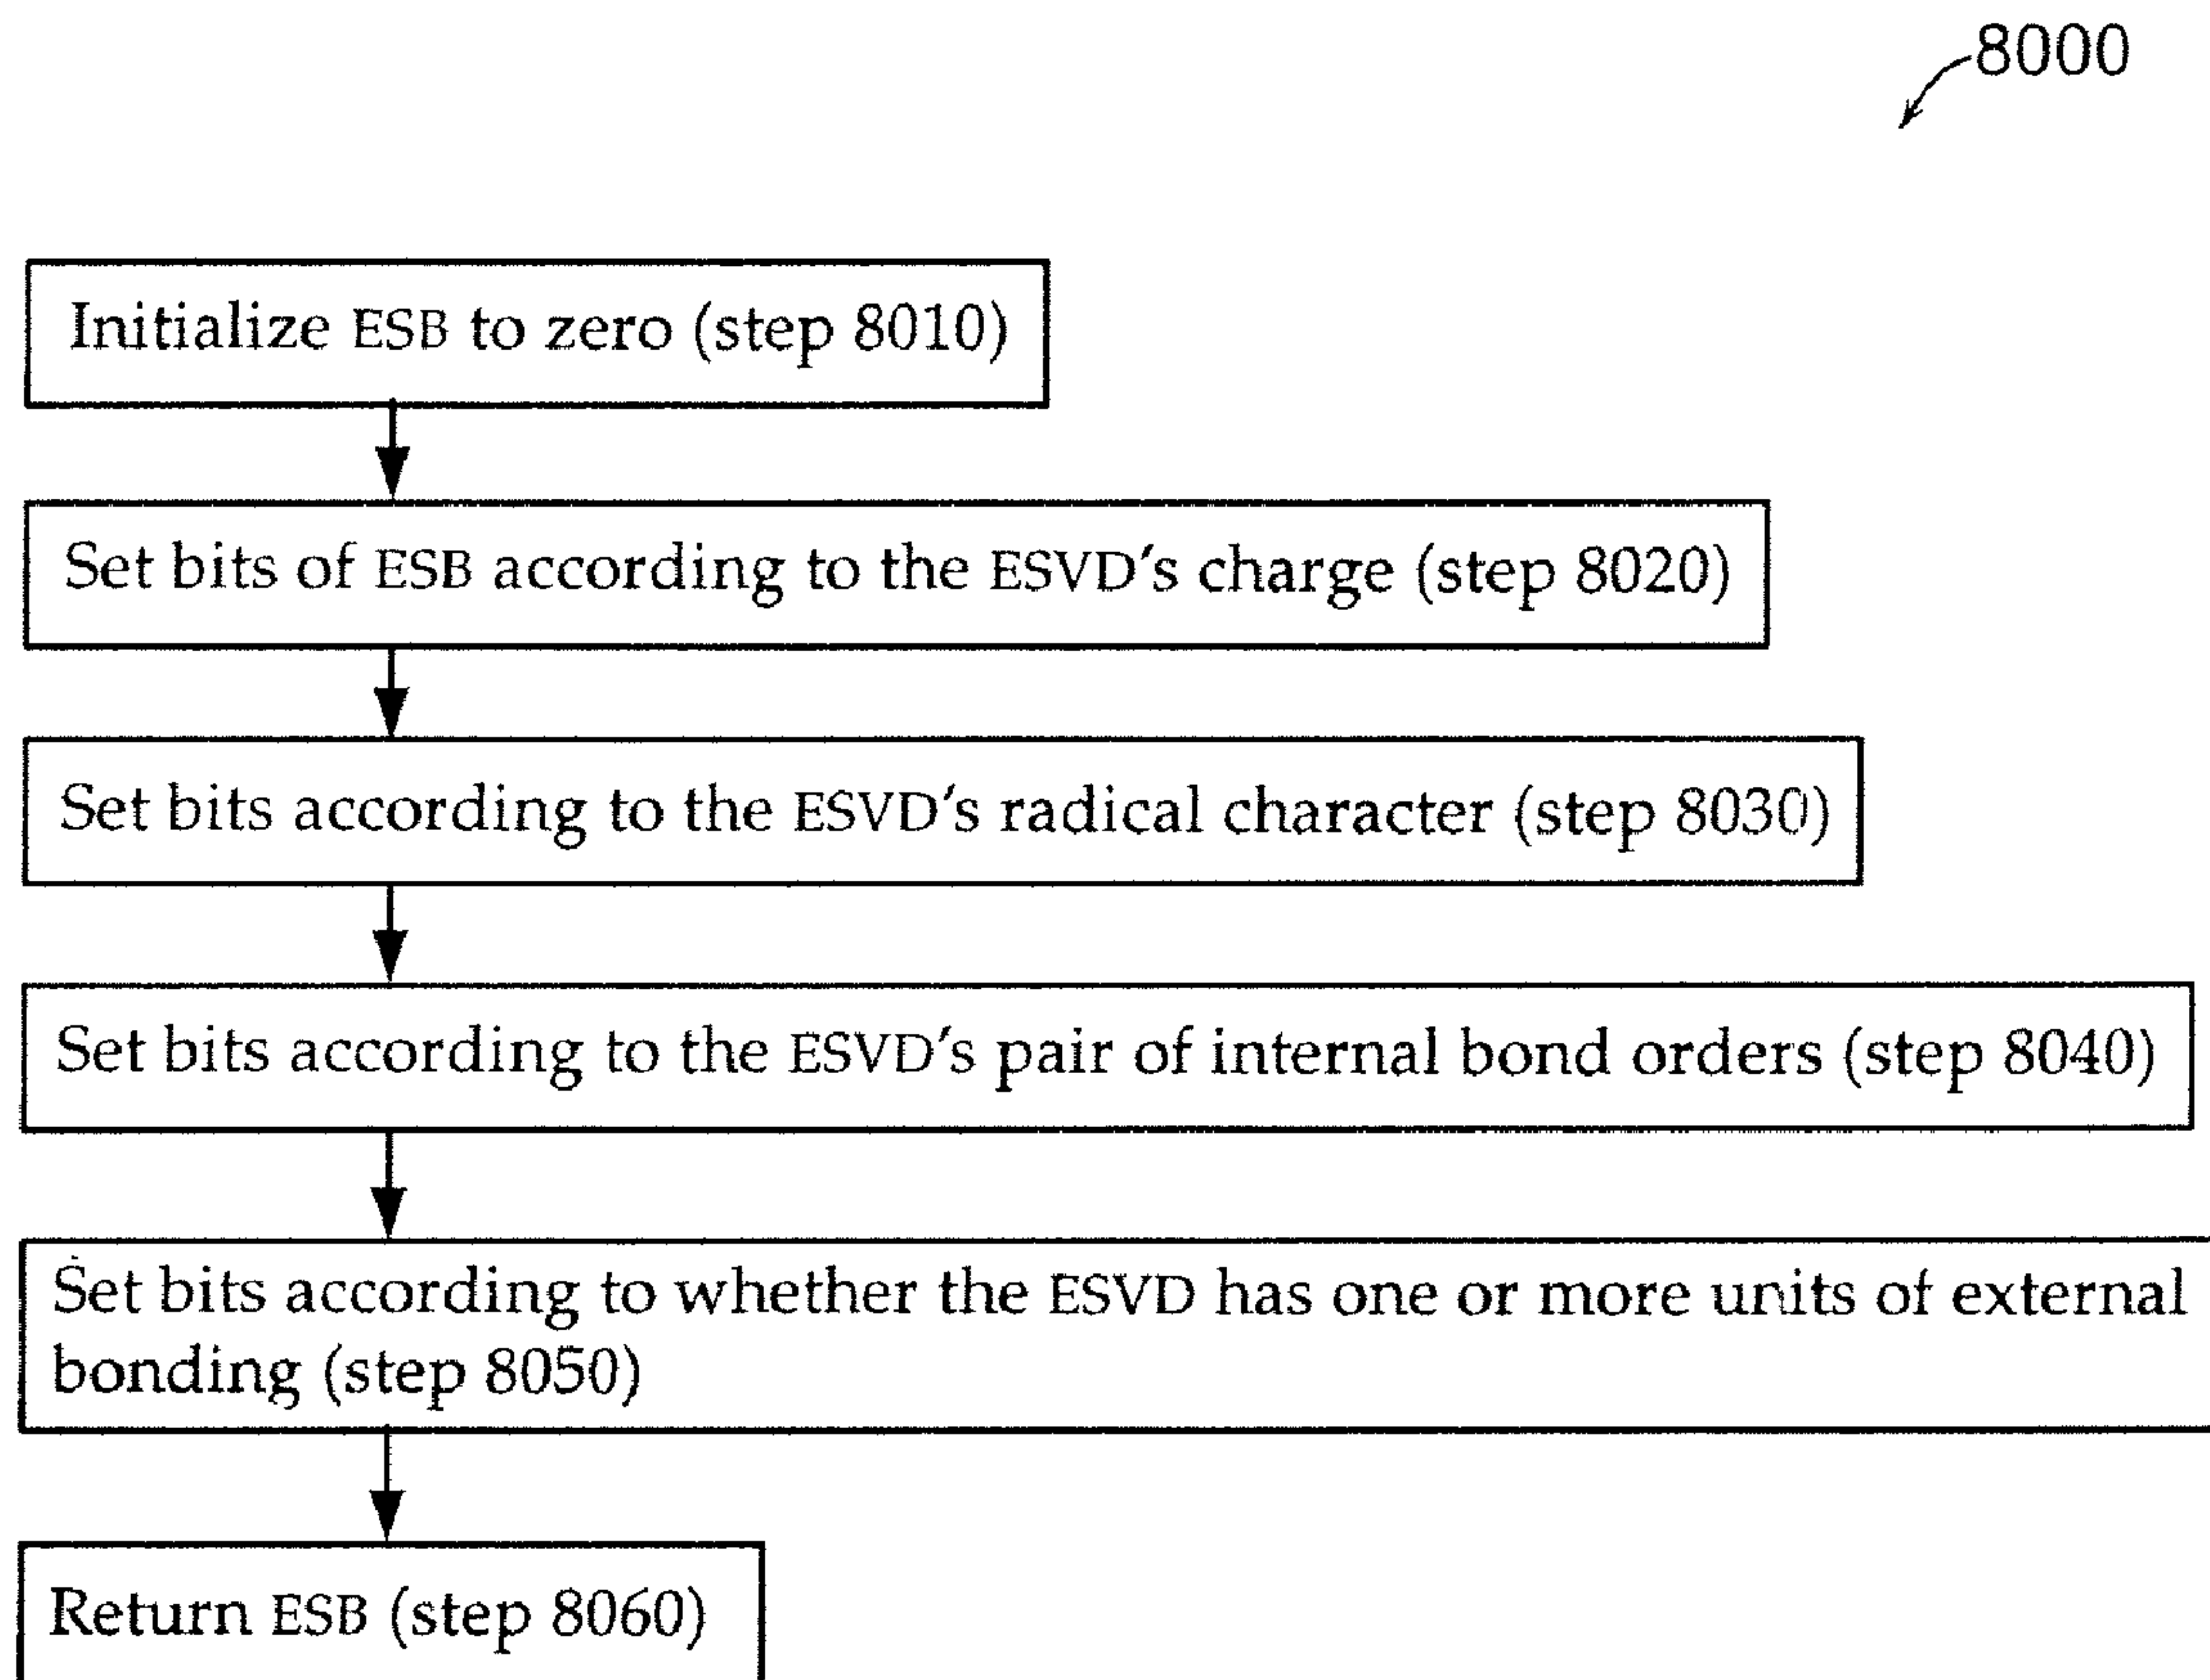 8000
Initialize ESB to zero (step 8010)
Set bits of ESB according to the ESVD's charge (step 8020)
Set bits according to the ESVD's radical character (step 8030)
Set bits according to the ESVD's pair of internal bond orders (step 8040)
Set bits according to whether the ESVD has one or more units of external
bonding (step 8050)
Return ESB (step 8060)